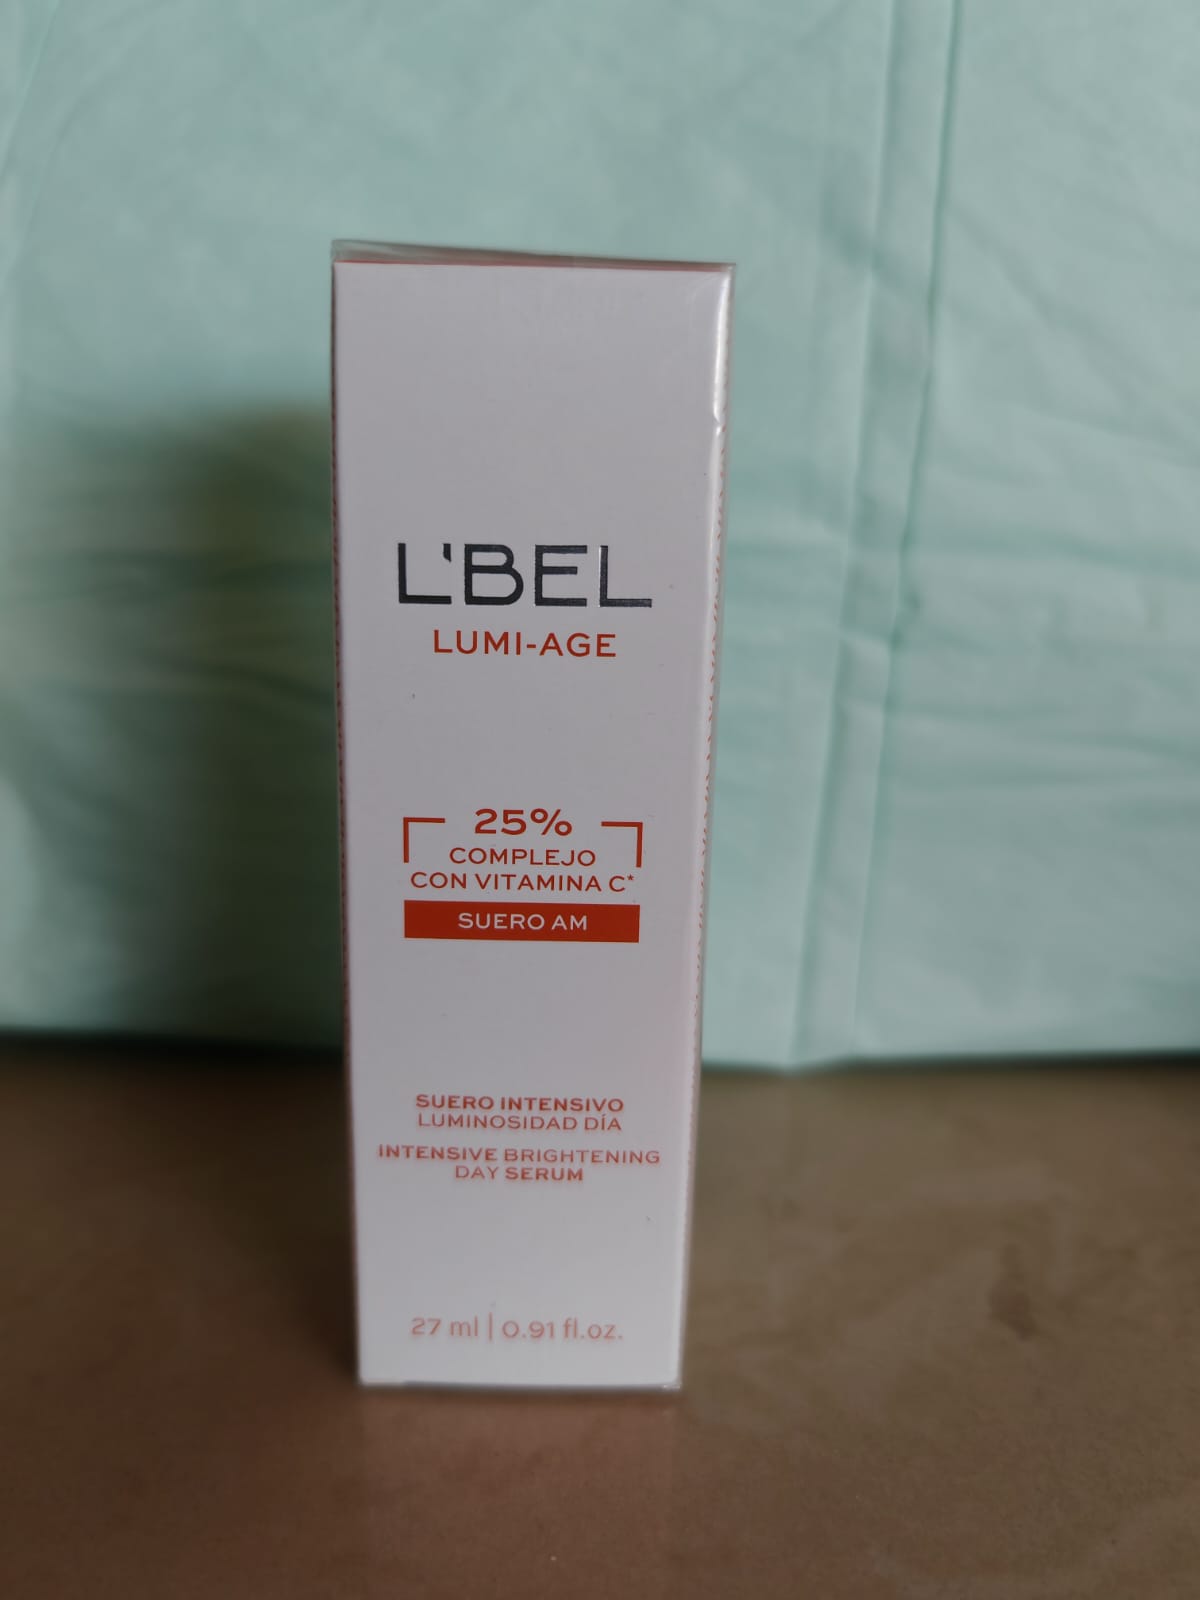 L'BEL
LUMI-AGE
25%
COMPLEJO
CON VITAMINA C*
SUERO AM
SUERO INTENSIVO
LUMINOSIDAD DÍA
INTENSIVE BRIGHTENING
DAY SERUM
27 ml | 0.91 fl.oz.